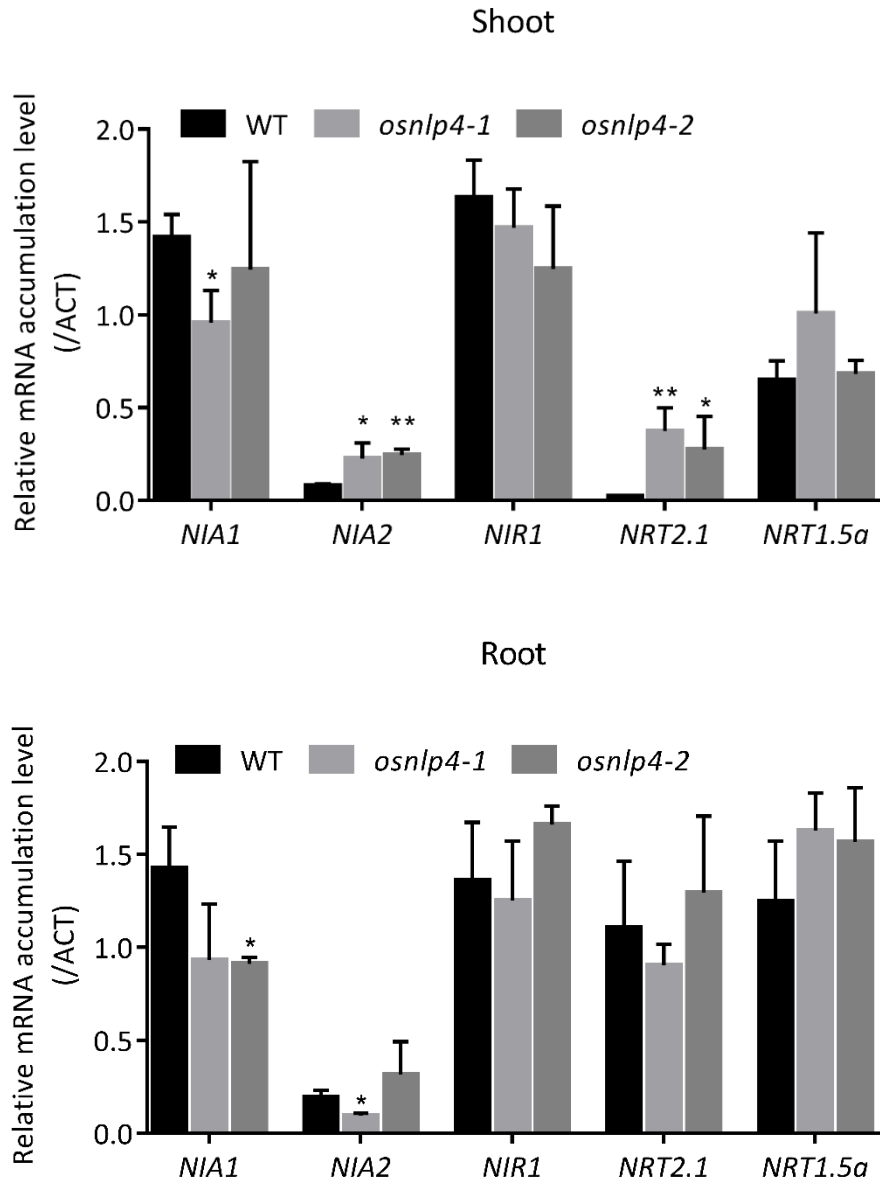 Shoot
Relative mRNA accumulation level
(/ACT)
WT osnlp4-1 osnlp4-2
2.0
1.5
1.0
0.5
0.0
*
* **
** *
NIA1 NIA2 NIR1 NRT2.1 NRT1.5a
Root
Relative mRNA accumulation level
(/ACT)
WT osnlp4-1 osnlp4-2
2.0
1.5
1.0
0.5
0.0
*
*
NIA1 NIA2 NIR1 NRT2.1 NRT1.5a